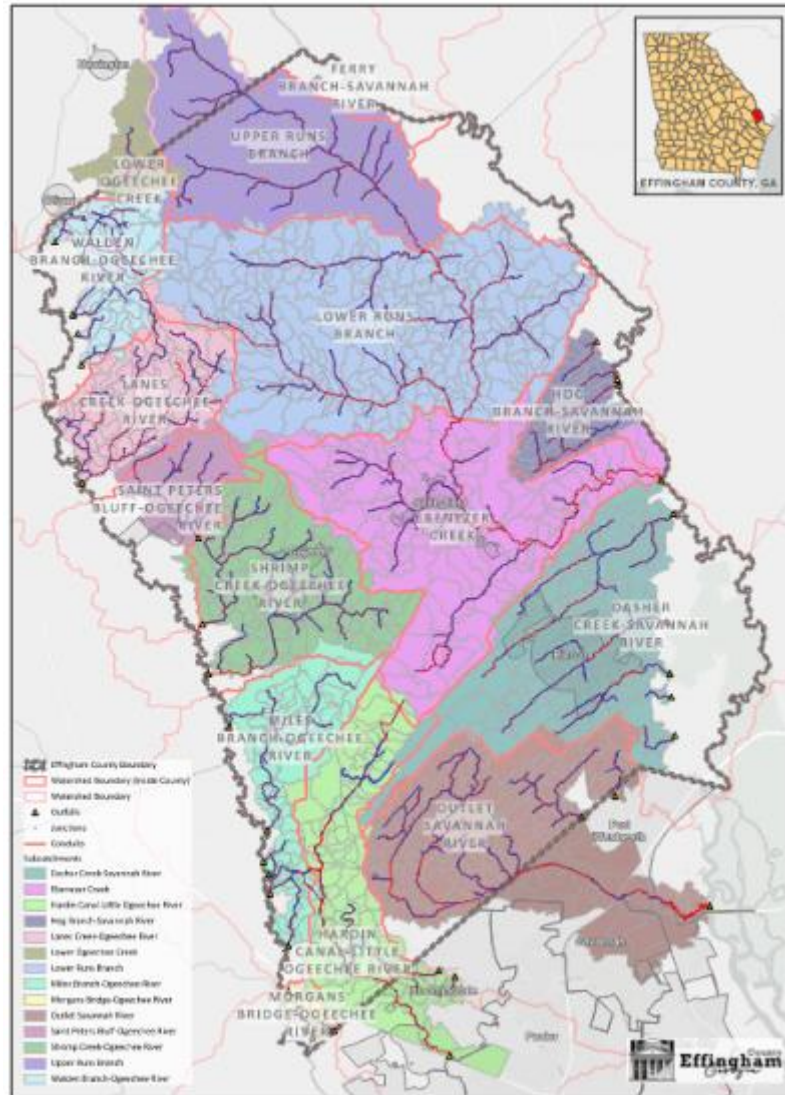 FERRY
BRANCH-SAVANNAH
RIVER
UPPER RUNS
BRANCH
EFFINGHAM COUNTY, GA
LOWER
OGEECHEE
CREEK
WALDEN
BRANCH-OGEECHEE
RIVER
LOWER RUNS
BRANCH
LANES
CREEK-OGEECHEE
RIVER
HOG
BRANCH-SAVANNAH
RIVER
SAINT PETERS
BLUFF-OGEECHEE
RIVER
EBENEZER
CREEK
SHRIMP
CREEK-OGEECHEE
RIVER
DASHER
CREEK-SAVANNAH
RIVER
MILES
BRANCH-OGEECHEE
RIVER
OUTLET
SAVANNAH
RIVER
Port
Wentworth
HARDIN
CANAL-LITTLE
OGEECHEE RIVER
MORGANS
BRIDGE-OGEECHEE
RIVER
Pooler
Effingham County Boundary
Watershed Boundary (Inside County)
Watershed Boundary
Outfalls
Junctions
Conduits
Subcatchments
Dasher Creek-Savannah River
Ebenezer Creek
Hardin Canal-Little Ogeechee River
Hog Branch-Savannah River
Lanes Creek-Ogeechee River
Lower Ogeechee Creek
Lower Runs Branch
Miles Branch-Ogeechee River
Morgans Bridge-Ogeechee River
Outlet Savannah River
Saint Peters Bluff-Ogeechee River
Shrimp Creek-Ogeechee River
Upper Runs Branch
Walden Branch-Ogeechee River
County
Effingham
Georgia